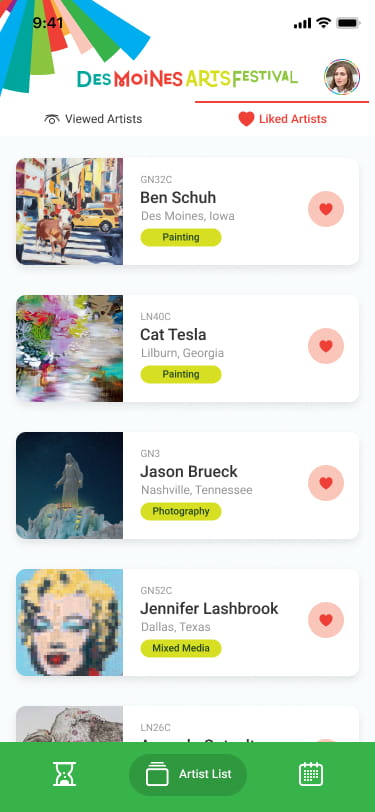 9:41
DES MOINES ARTS FESTIVAL
Viewed Artists
Liked Artists
GN32C
Ben Schuh
Des Moines, Iowa
Painting
LN40C
Cat Tesla
Lilburn, Georgia
Painting
GN3
Jason Brueck
Nashville, Tennessee
Photography
GN52C
Jennifer Lashbrook
Dallas, Texas
Mixed Media
LN26C
Artist List